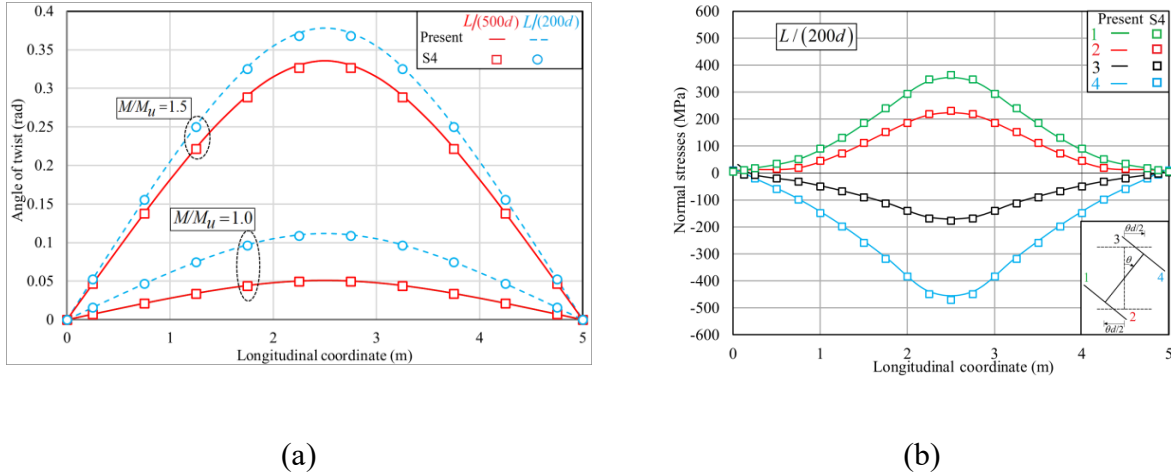 L/(500d) L/(200d)
Present
S4
M/M_u=1.5
M/M_u=1.0
Angle of twist (rad)
0.4
0.35
0.3
0.25
0.2
0.15
0.1
0.05
0
0 1 2 3 4 5
Longitudinal coordinate (m)
(a)
L/(200d)
Present S4
1
2
3
4
Normal stresses (MPa)
600
500
400
300
200
100
0
-100
-200
-300
-400
-500
-600
0 1 2 3 4 5
Longitudinal coordinate (m)
θd/2
3
θ
1
4
2
θd/2
(b)